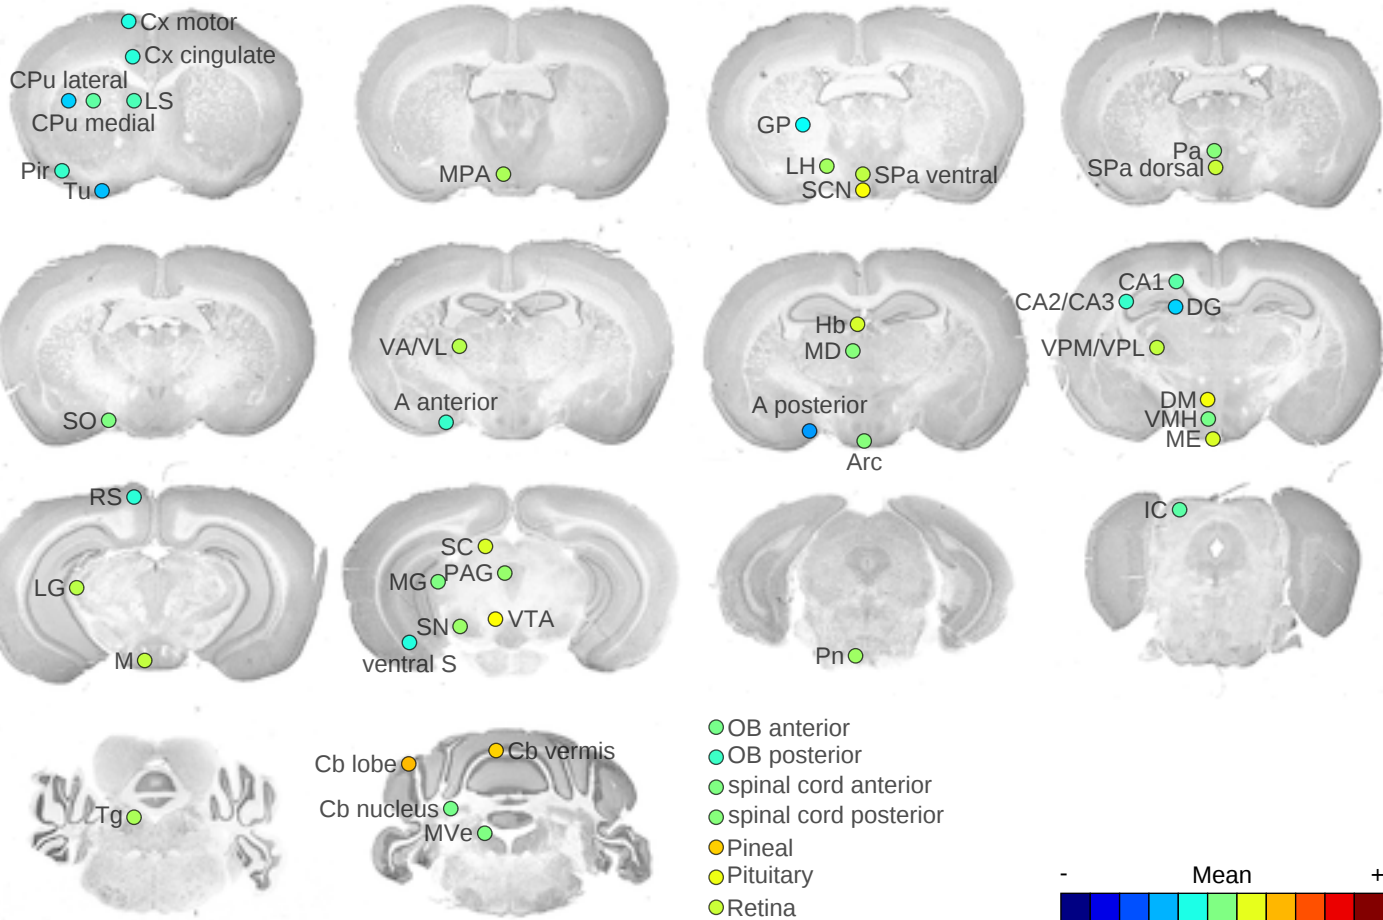 Cx motor
Cx cingulate
CPu lateral
LS
CPu medial
Pir
Tu
MPA
GP
LH
SPa ventral
SCN
Pa
SPa dorsal
SO
VA/VL
A anterior
Hb
MD
A posterior
Arc
CA1
CA2/CA3
DG
VPM/VPL
DM
VMH
ME
RS
LG
M
SC
MG
PAG
SN
VTA
ventral S
Pn
IC
Tg
Cb lobe
Cb vermis
Cb nucleus
MVe
OB anterior
OB posterior
spinal cord anterior
spinal cord posterior
Pineal
Pituitary
Retina
- Mean +